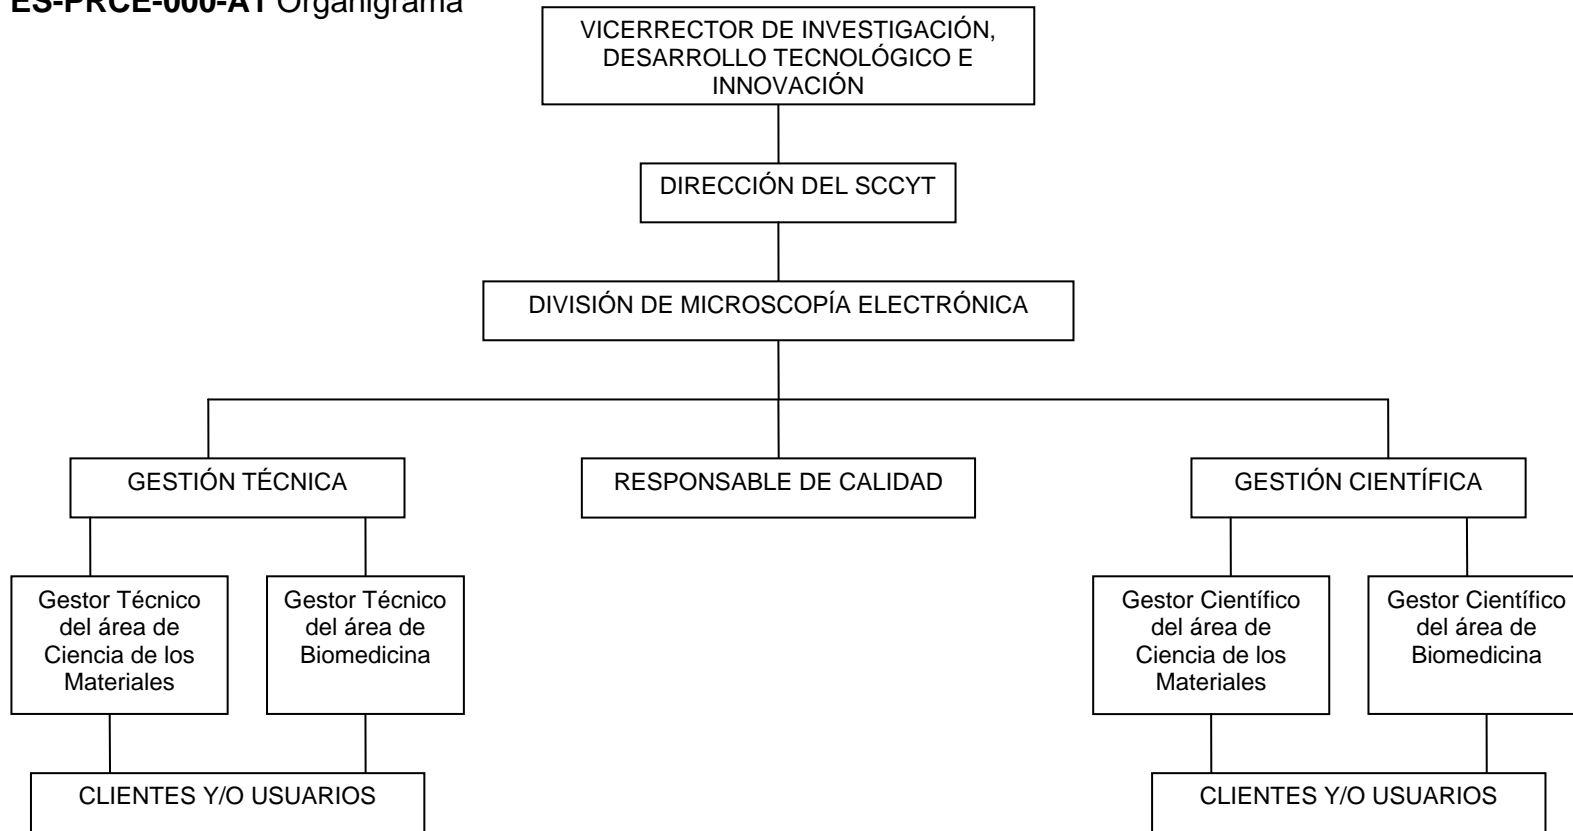 ES-PRCE-000-A1 Organigrama
VICERRECTOR DE INVESTIGACIÓN,
DESARROLLO TECNOLÓGICO E
INNOVACIÓN
DIRECCIÓN DEL SCCYT
DIVISIÓN DE MICROSCOPÍA ELECTRÓNICA
GESTIÓN TÉCNICA
RESPONSABLE DE CALIDAD
GESTIÓN CIENTÍFICA
Gestor Técnico
del área de
Ciencia de los
Materiales
Gestor Técnico
del área de
Biomedicina
Gestor Científico
del área de
Ciencia de los
Materiales
Gestor Científico
del área de
Biomedicina
CLIENTES Y/O USUARIOS
CLIENTES Y/O USUARIOS